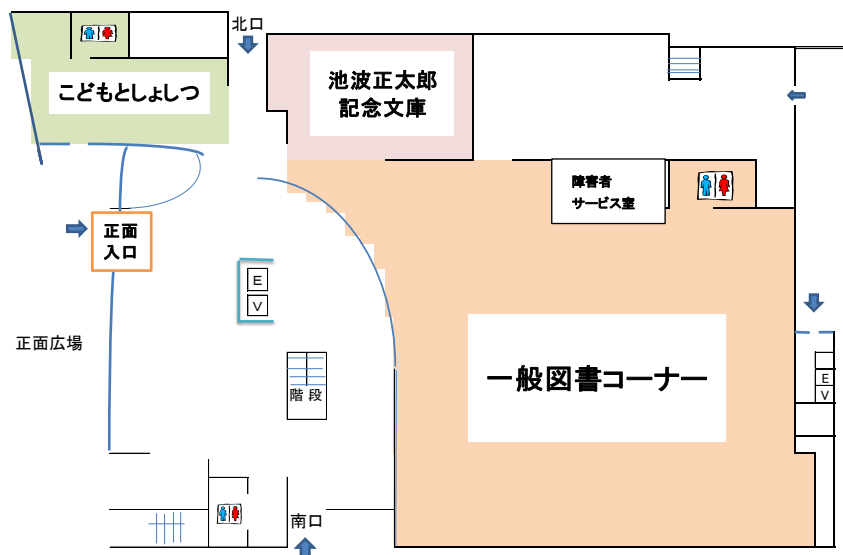 北口
こどもとしょしつ
池波正太郎
記念文庫
障害者
サービス室
正面
入口
E
V
正面広場
一般図書コーナー
E
V
階段
南口